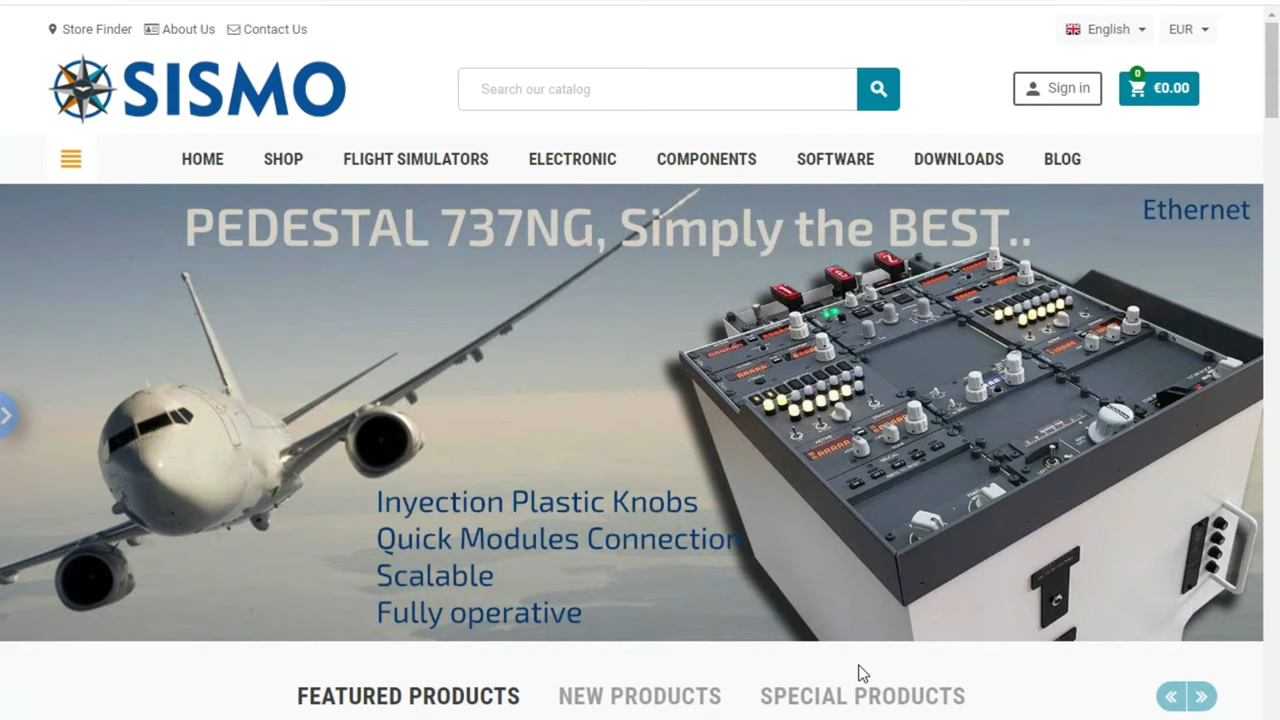 Store Finder About Us Contact Us
English EUR
SISMO
Search our catalog
Sign in
0
€0.00
HOME SHOP FLIGHT SIMULATORS ELECTRONIC COMPONENTS SOFTWARE DOWNLOADS BLOG
PEDESTAL 737NG, Simply the BEST..
Ethernet
Inyection Plastic Knobs
Quick Modules Connection
Scalable
Fully operative
FEATURED PRODUCTS NEW PRODUCTS SPECIAL PRODUCTS